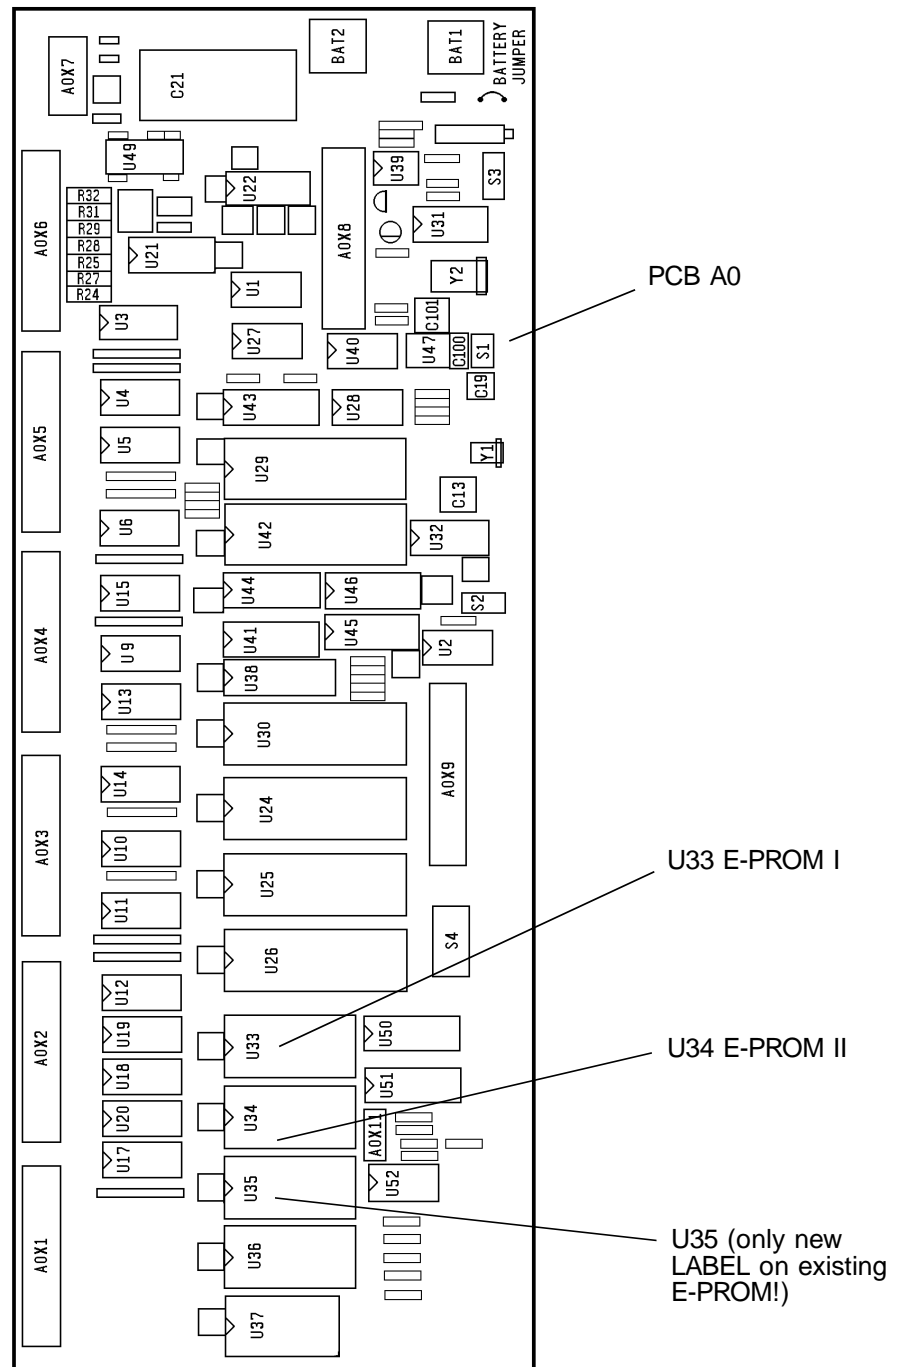 BAT2
BAT1
BATTERY
JUMPER
A0X7
C21
U49
U39
S3
U22
R32
R31
R29
R28
R25
R27
R24
A0X6
A0X8
U31
U21
Y2
U1
PCB A0
C101
U3
U27
U40
U47
C100
S1
C19
U4
U43
U28
A0X5
U5
U29
Y1
C13
U6
U42
U32
U15
U44
U46
S2
A0X4
U41
U45
U2
U9
U38
U13
U30
A0X9
U14
U24
A0X3
U10
U25
U33 E-PROM I
U11
S4
U26
U12
A0X2
U19
U33
U50
U34 E-PROM II
U18
U51
U20
U34
A0X11
U17
U35
U52
A0X1
U36
U35 (only new
LABEL on existing
E-PROM!)
U37